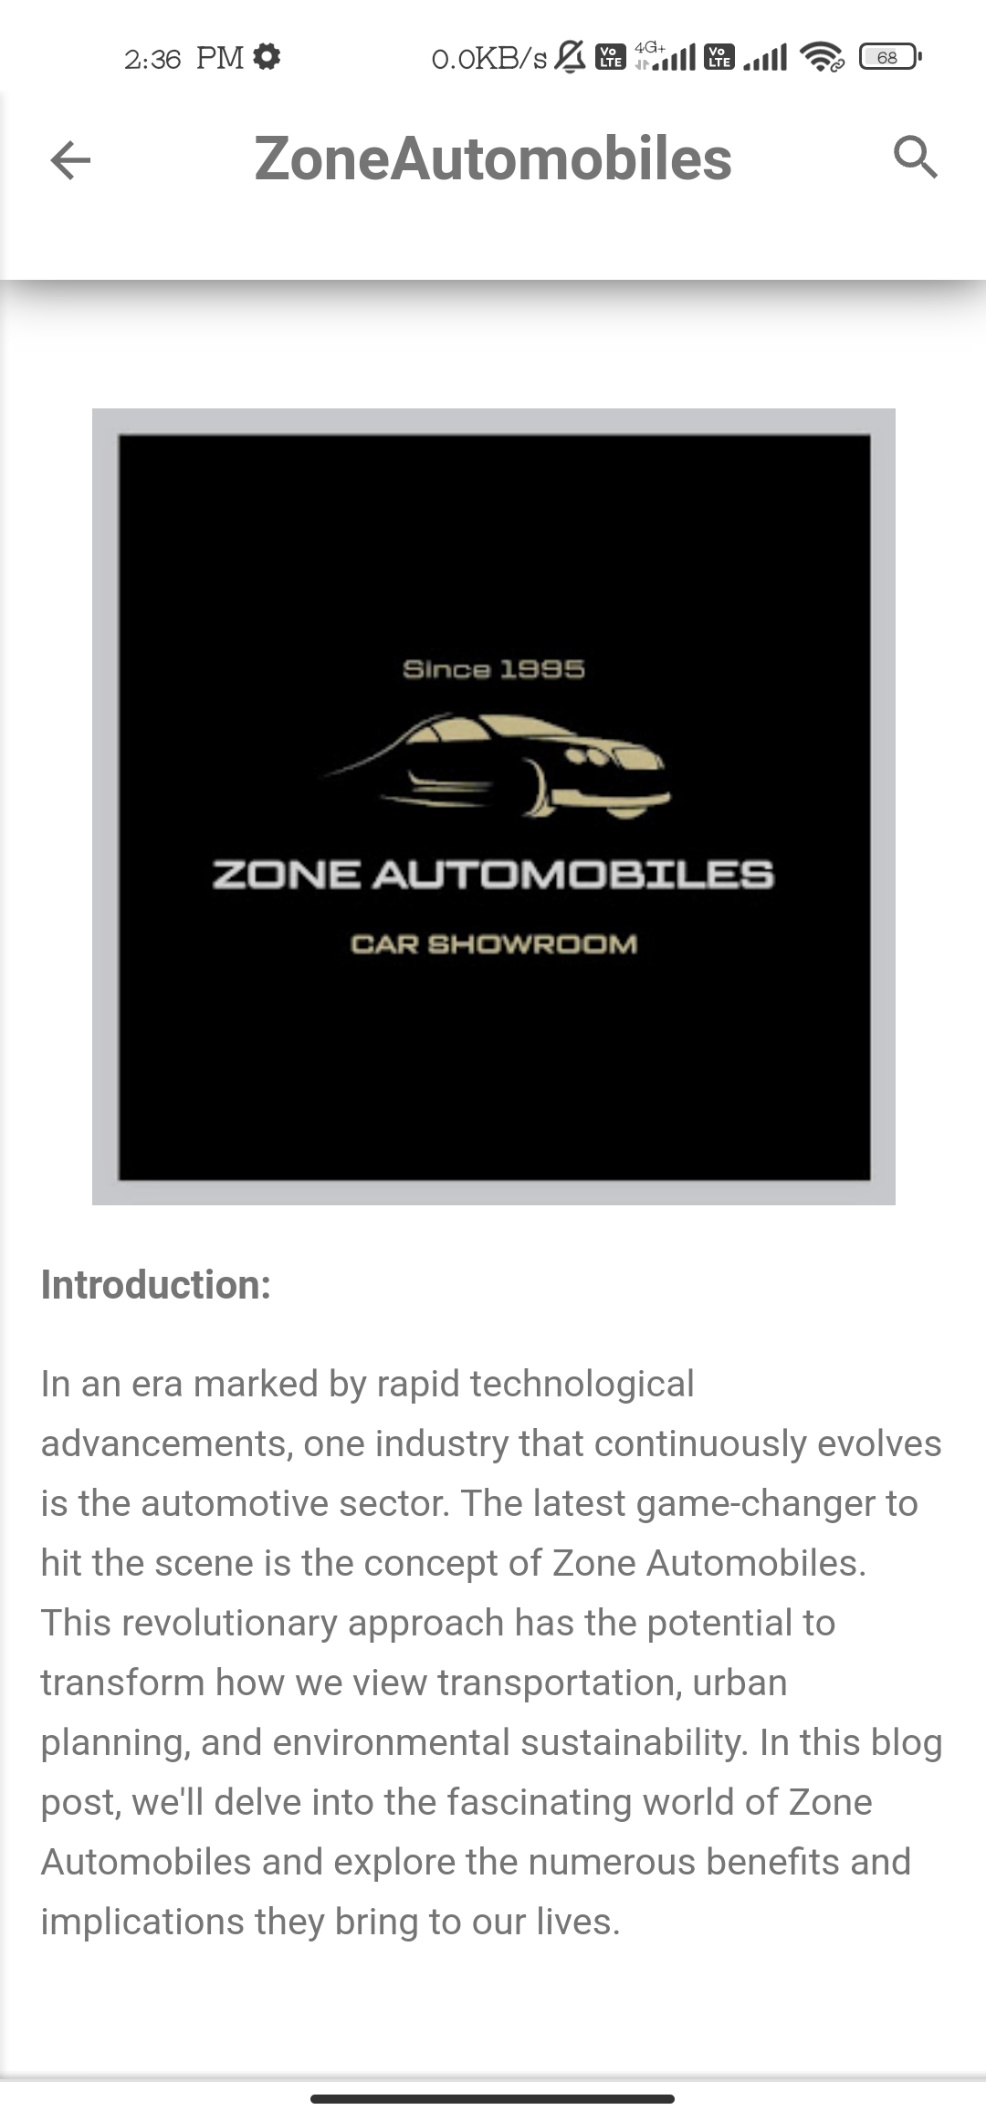 2:36 PM
0.0KB/s
Vo
LTE
4G+
Vo
LTE
68
ZoneAutomobiles
Since 1995
ZONE AUTOMOBILES
CAR SHOWROOM
Introduction:
In an era marked by rapid technological
advancements, one industry that continuously evolves
is the automotive sector. The latest game-changer to
hit the scene is the concept of Zone Automobiles.
This revolutionary approach has the potential to
transform how we view transportation, urban
planning, and environmental sustainability. In this blog
post, we'll delve into the fascinating world of Zone
Automobiles and explore the numerous benefits and
implications they bring to our lives.